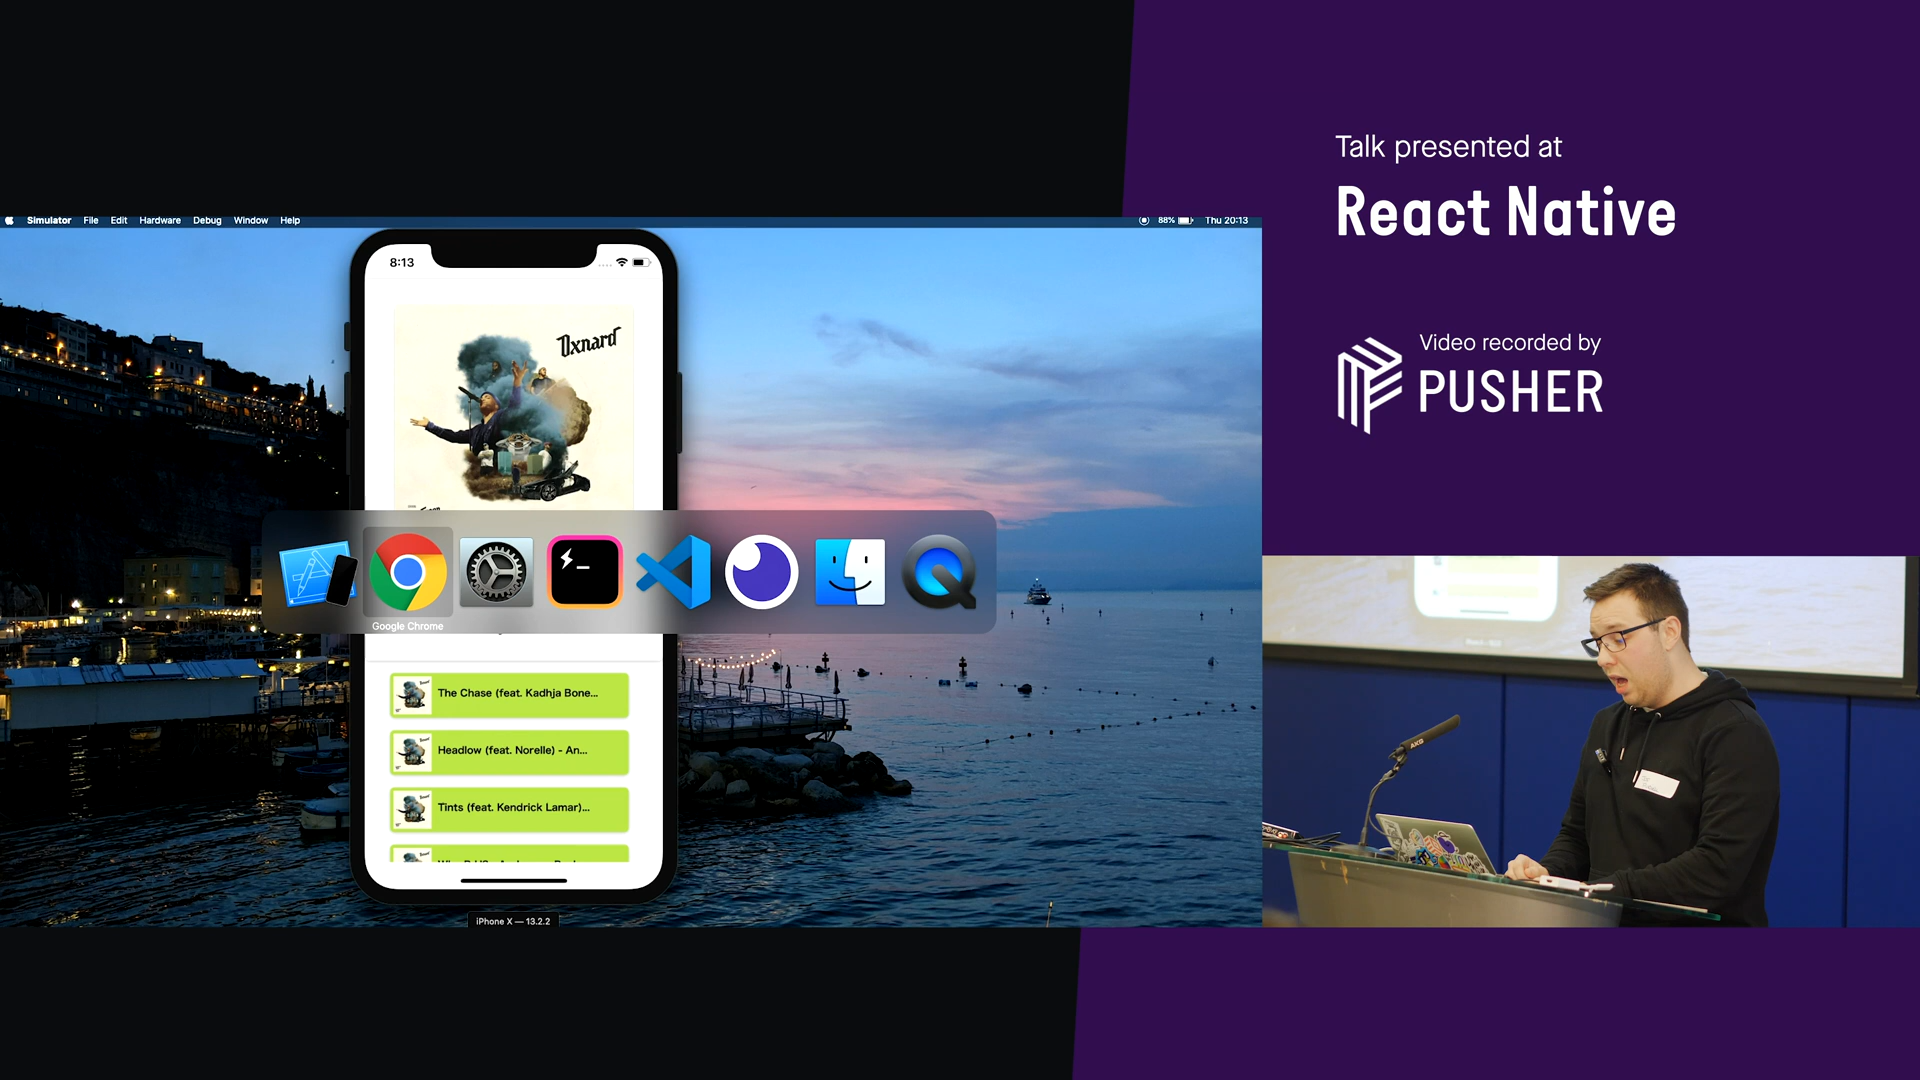 Talk presented at
React Native
Video recorded by
PUSHER
Simulator File Edit Hardware Debug Window Help
88% Thu 20:13
8:13
Oxnard
Google Chrome
The Chase (feat. Kadhja Bone...
Headlow (feat. Norelle) - An...
Tints (feat. Kendrick Lamar)...
iPhone X — 13.2.2
AKG